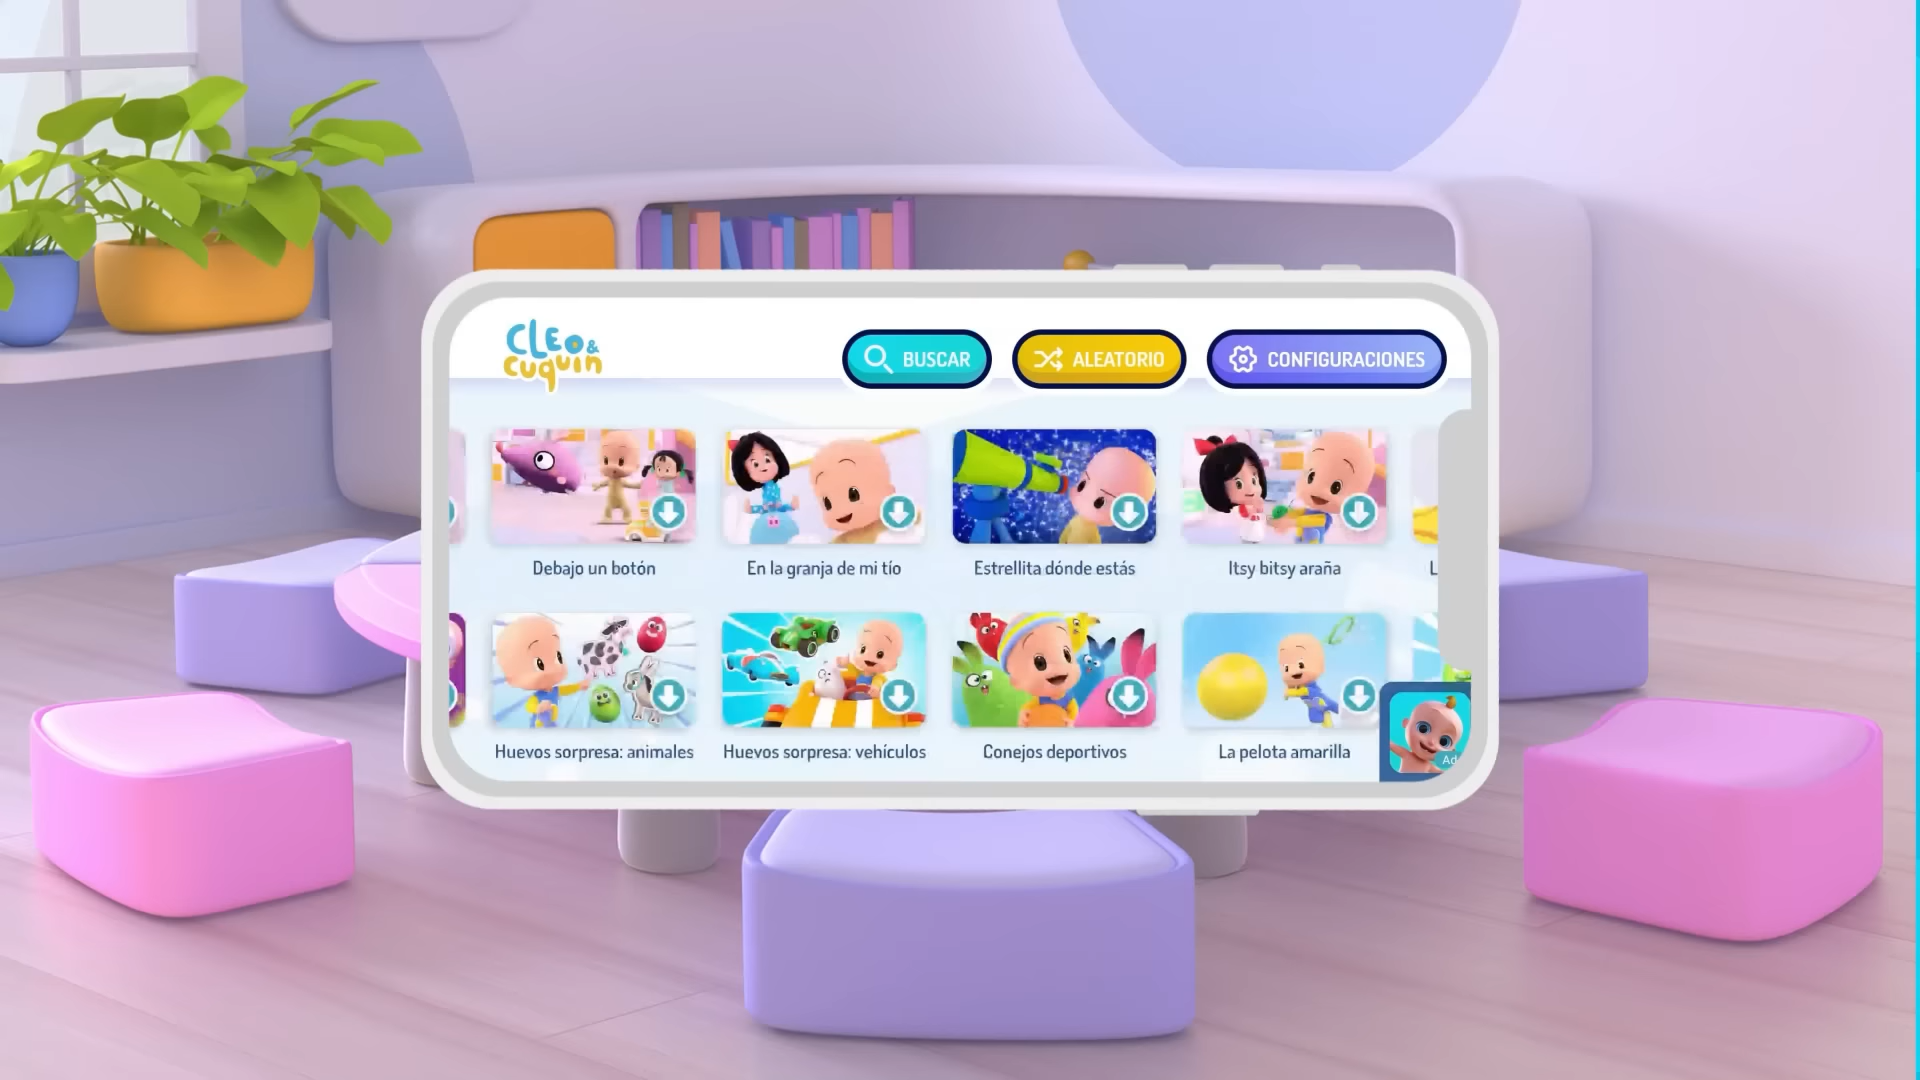 CLEO &
CUQUIN
BUSCAR
ALEATORIO
CONFIGURACIONES
Debajo un botón
En la granja de mi tío
Estrellita dónde estás
Itsy bitsy araña
L
Huevos sorpresa: animales
Huevos sorpresa: vehículos
Conejos deportivos
La pelota amarilla
Ad